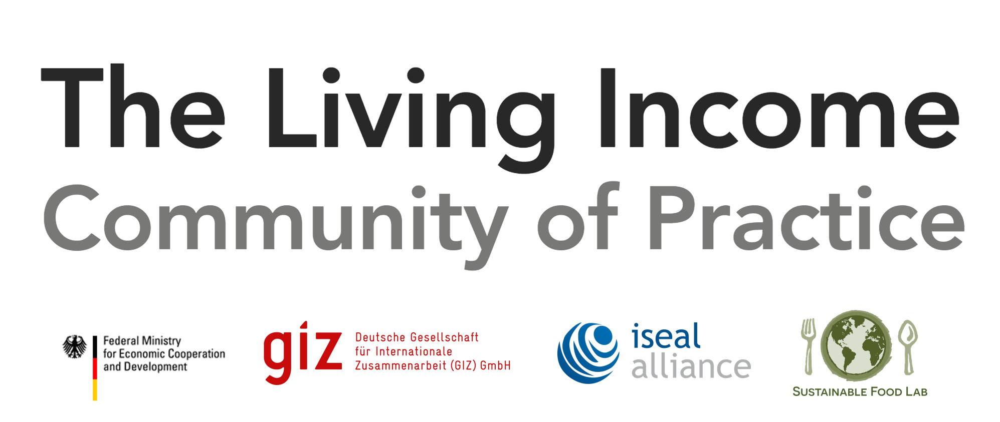 The Living Income
Community of Practice
Federal Ministry
for Economic Cooperation
and Development
giz
Deutsche Gesellschaft
für Internationale
Zusammenarbeit (GIZ) GmbH
iseal
alliance
SUSTAINABLE FOOD LAB